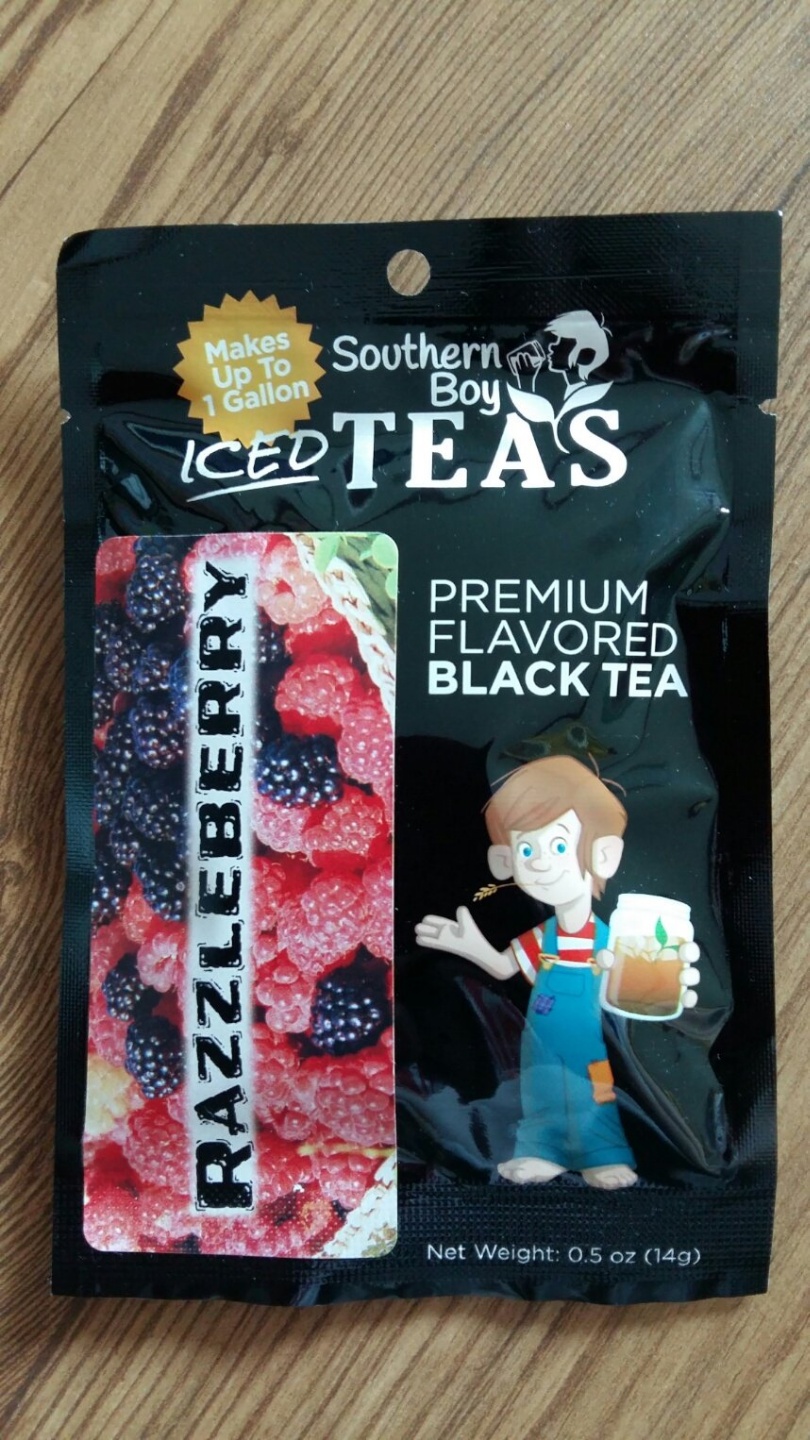 Makes
Up To
1 Gallon
Southern
Boy
ICED TEAS
PREMIUM
FLAVORED
BLACK TEA
RAZZLEBERRY
Net Weight: 0.5 oz (14g)